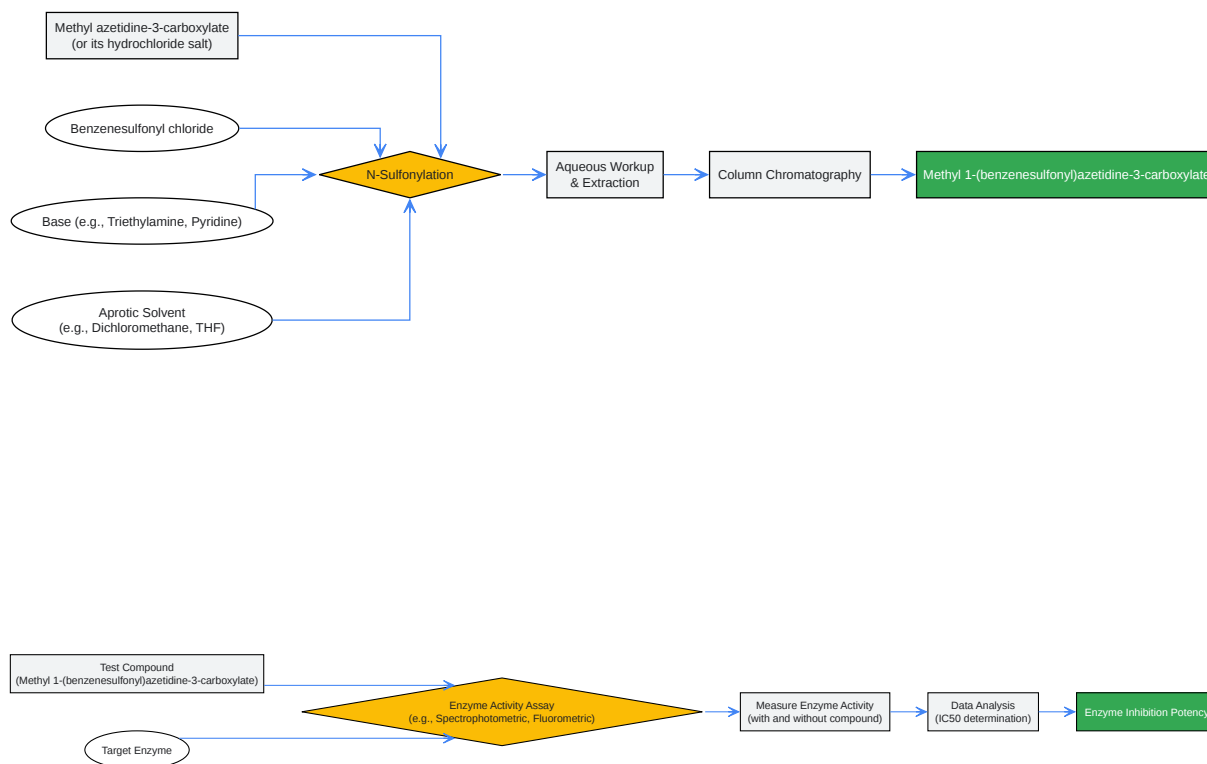 Methyl azetidine-3-carboxylate
(or its hydrochloride salt)
Benzenesulfonyl chloride
Base (e.g., Triethylamine, Pyridine)
Aprotic Solvent
(e.g., Dichloromethane, THF)
N-Sulfonylation
Aqueous Workup
& Extraction
Column Chromatography
Methyl 1-(benzenesulfonyl)azetidine-3-carboxylate
Test Compound
(Methyl 1-(benzenesulfonyl)azetidine-3-carboxylate)
Target Enzyme
Enzyme Activity Assay
(e.g., Spectrophotometric, Fluorometric)
Measure Enzyme Activity
(with and without compound)
Data Analysis
(IC50 determination)
Enzyme Inhibition Potency